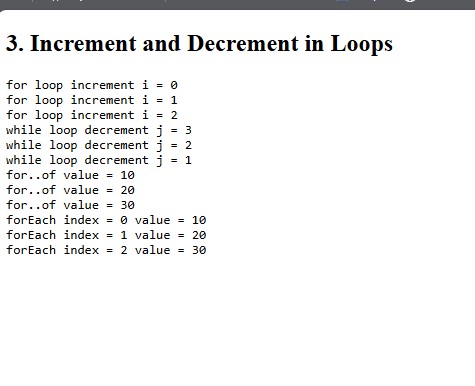 3. Increment and Decrement in Loops
for loop increment i = 0
for loop increment i = 1
for loop increment i = 2
while loop decrement j = 3
while loop decrement j = 2
while loop decrement j = 1
for..of value = 10
for..of value = 20
for..of value = 30
forEach index = 0 value = 10
forEach index = 1 value = 20
forEach index = 2 value = 30